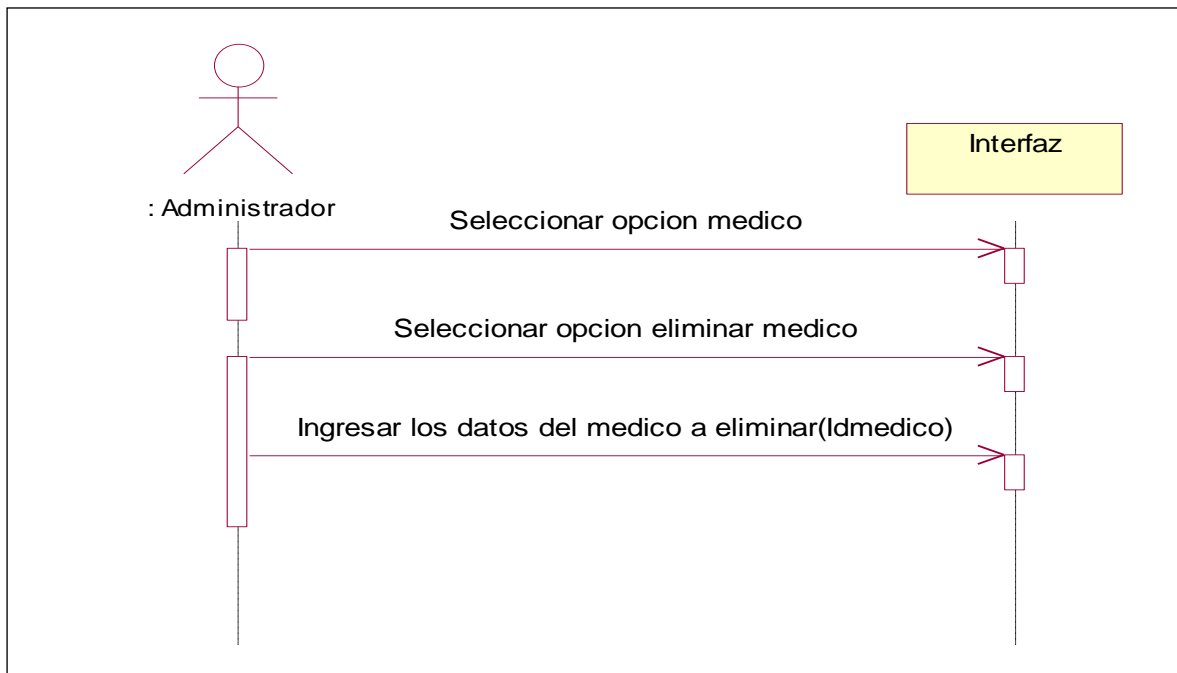 Interfaz
: Administrador
Seleccionar opcion medico
Seleccionar opcion eliminar medico
Ingresar los datos del medico a eliminar(Idmedico)